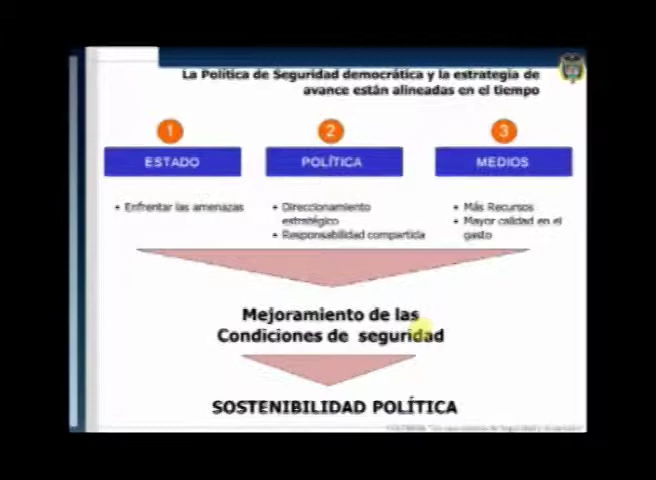 La Política de Seguridad democrática y la estrategia de
avance están alineadas en el tiempo
1
2
3
ESTADO
POLÍTICA
MEDIOS
• Enfrentar las amenazas
• Direccionamiento
estratégico
• Responsabilidad compartida
• Más Recursos
• Mayor calidad en el
gasto
Mejoramiento de las
Condiciones de seguridad
SOSTENIBILIDAD POLÍTICA